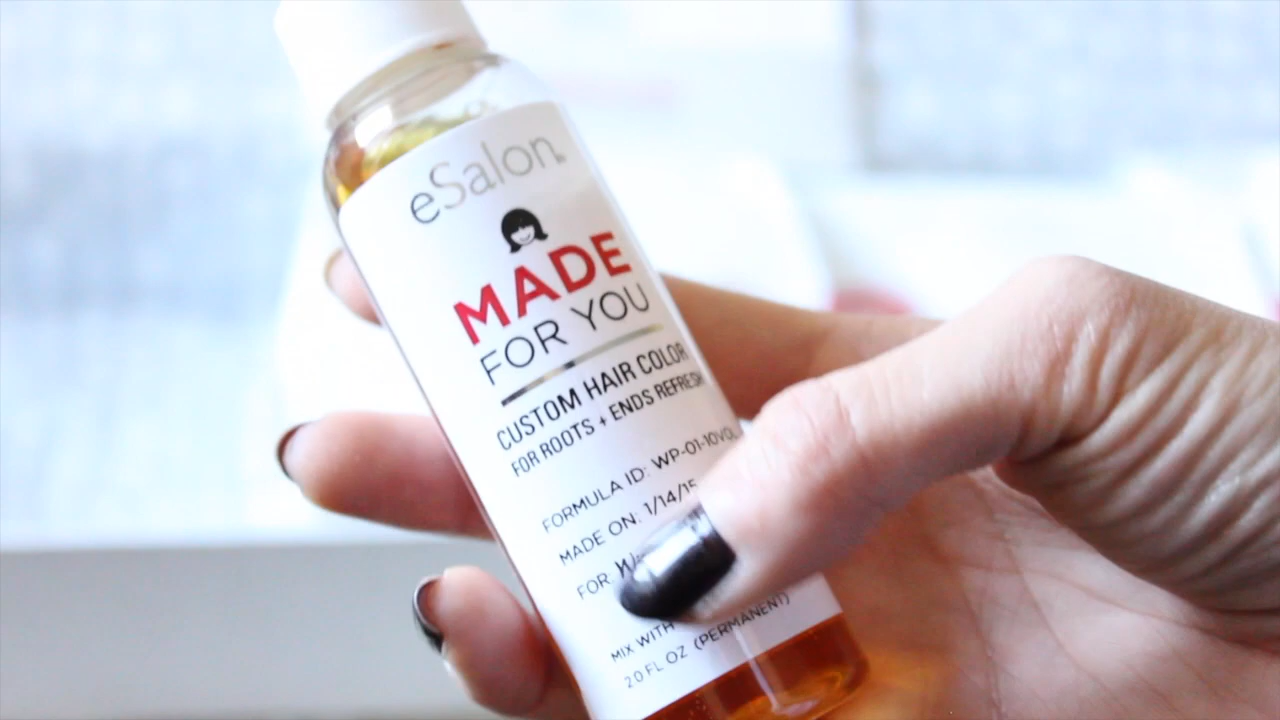 eSalon
MADE
FOR YOU
CUSTOM HAIR COLOR
FOR ROOTS + ENDS REFRESH
FORMULA ID: WP-01-10VOL
MADE ON: 1/14/15
FOR
MIX WITH
2.0 FL OZ (PERMANENT)